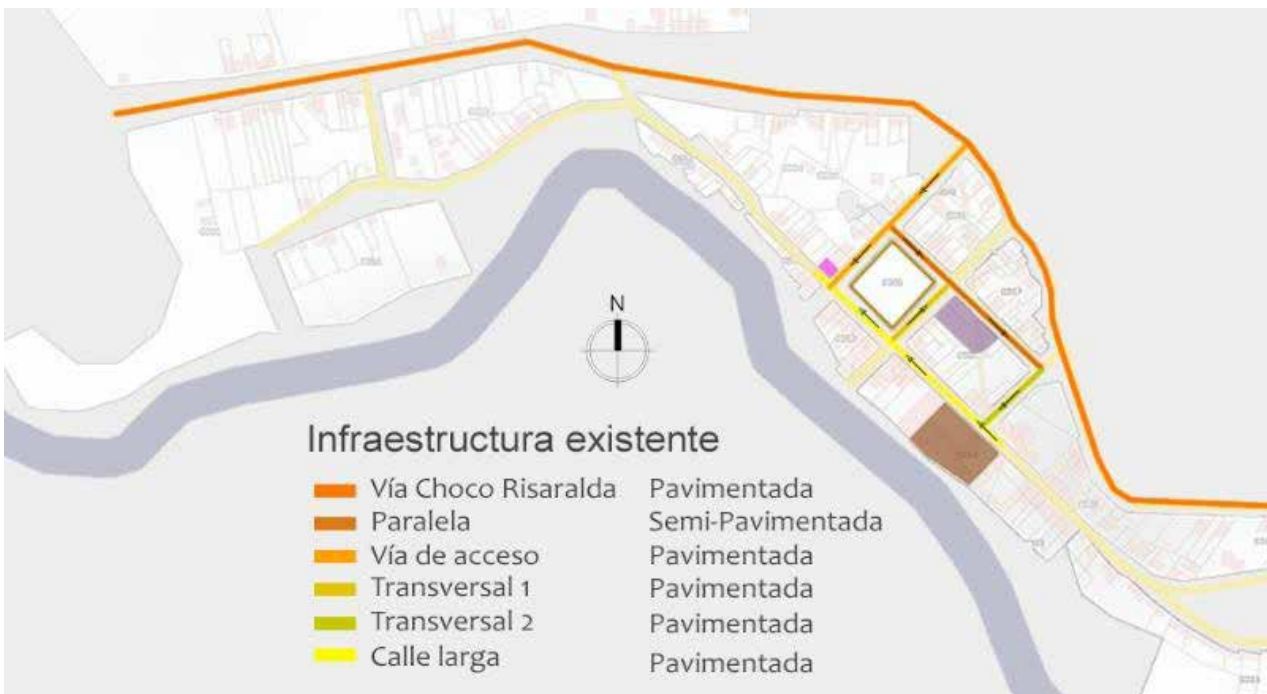 N
Infraestructura existente
Vía Choco Risaralda Pavimentada
Paralela Semi-Pavimentada
Vía de acceso Pavimentada
Transversal 1 Pavimentada
Transversal 2 Pavimentada
Calle larga Pavimentada